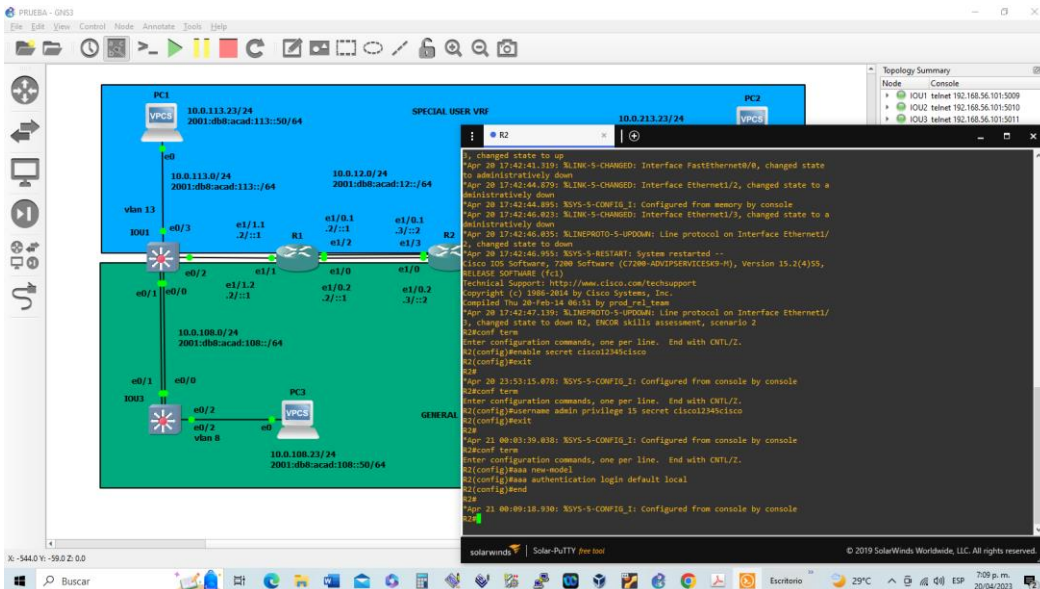 PRUEBA - GNS3
File Edit View Control Node Annotate Tools Help
Topology Summary
Node Console
IOU1 telnet 192.168.56.101:5009
IOU2 telnet 192.168.56.101:5010
IOU3 telnet 192.168.56.101:5011
PC1
VPCS
10.0.113.23/24
2001:db8:acad:113::50/64
SPECIAL USER VRF
PC2
10.0.213.23/24
VPCS
e0
10.0.113.0/24
2001:db8:acad:113::/64
10.0.12.0/24
2001:db8:acad:12::/64
vlan 13
IOU1
e0/3
e1/1.1
.2/::1
R1
e1/0.1
.2/::1
e1/2
e1/0.1
.3/::2
e1/3
R2
e0/2
e1/1
e1/0
e1/0
e0/1
e0/0
e1/1.2
.2/::1
e1/0.2
.2/::1
e1/0.2
.3/::2
10.0.108.0/24
2001:db8:acad:108::/64
e0/1
e0/0
IOU3
PC3
VPCS
GENERAL
e0/2
e0/2
vlan 8
e0
10.0.108.23/24
2001:db8:acad:108::50/64
R2
3, changed state to up
*Apr 20 17:42:41.319: %LINK-5-CHANGED: Interface FastEthernet0/0, changed state
to administratively down
*Apr 20 17:42:44.879: %LINK-5-CHANGED: Interface Ethernet1/2, changed state to a
dministratively down
*Apr 20 17:42:44.895: %SYS-5-CONFIG_I: Configured from memory by console
*Apr 20 17:42:46.023: %LINK-5-CHANGED: Interface Ethernet1/3, changed state to a
dministratively down
*Apr 20 17:42:46.035: %LINEPROTO-5-UPDOWN: Line protocol on Interface Ethernet1/
2, changed state to down
*Apr 20 17:42:46.955: %SYS-5-RESTART: System restarted --
Cisco IOS Software, 7200 Software (C7200-ADVIPSERVICESK9-M), Version 15.2(4)S5,
RELEASE SOFTWARE (fc1)
Technical Support: http://www.cisco.com/techsupport
Copyright (c) 1986-2014 by Cisco Systems, Inc.
Compiled Thu 20-Feb-14 06:51 by prod_rel_team
*Apr 20 17:42:47.139: %LINEPROTO-5-UPDOWN: Line protocol on Interface Ethernet1/
3, changed state to down R2, ENCOR skills assessment, scenario 2
R2#conf term
Enter configuration commands, one per line. End with CNTL/Z.
R2(config)#enable secret cisco12345cisco
R2(config)#exit
R2#
*Apr 20 23:53:15.078: %SYS-5-CONFIG_I: Configured from console by console
R2#conf term
Enter configuration commands, one per line. End with CNTL/Z.
R2(config)#username admin privilege 15 secret cisco12345cisco
R2(config)#exit
R2#
*Apr 21 00:03:39.038: %SYS-5-CONFIG_I: Configured from console by console
R2#conf term
Enter configuration commands, one per line. End with CNTL/Z.
R2(config)#aaa new-model
R2(config)#aaa authentication login default local
R2(config)#end
R2#
*Apr 21 00:09:18.930: %SYS-5-CONFIG_I: Configured from console by console
R2#
solarwinds Solar-PuTTY free tool
© 2019 SolarWinds Worldwide, LLC. All rights reserved.
X: -544.0 Y: -59.0 Z: 0.0
Buscar
Escritorio
29°C
ESP
7:09 p. m.
20/04/2023